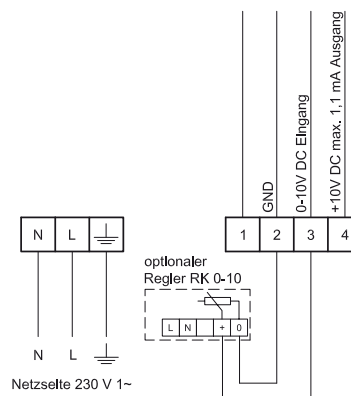 GND
0-10V DC Eingang
+10V DC max. 1,1 mA Ausgang
N L
1 2 3 4
optionaler
Regler RK 0-10
L N + 0
N L
Netzseite 230 V 1~